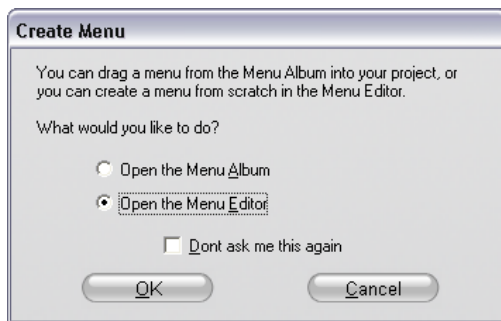 Create Menu
You can drag a menu from the Menu Album into your project, or
you can create a menu from scratch in the Menu Editor.
What would you like to do?
Open the Menu Album
Open the Menu Editor
Dont ask me this again
OK Cancel